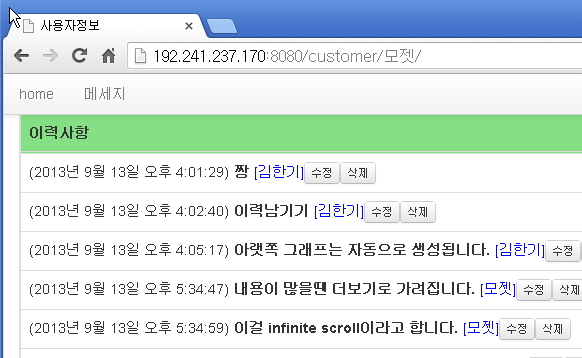 사용자정보
192.241.237.170:8080/customer/모젯/
home 메세지
이력사항
(2013년 9월 13일 오후 4:01:29) 짱 [김한기] 수정 삭제
(2013년 9월 13일 오후 4:02:40) 이력남기기 [김한기] 수정 삭제
(2013년 9월 13일 오후 4:05:17) 아랫쪽 그래프는 자동으로 생성됩니다. [김한기] 수정
(2013년 9월 13일 오후 5:34:47) 내용이 많을땐 더보기로 가려집니다. [모젯] 수정 삭제
(2013년 9월 13일 오후 5:34:59) 이걸 infinite scroll이라고 합니다. [모젯] 수정 삭제